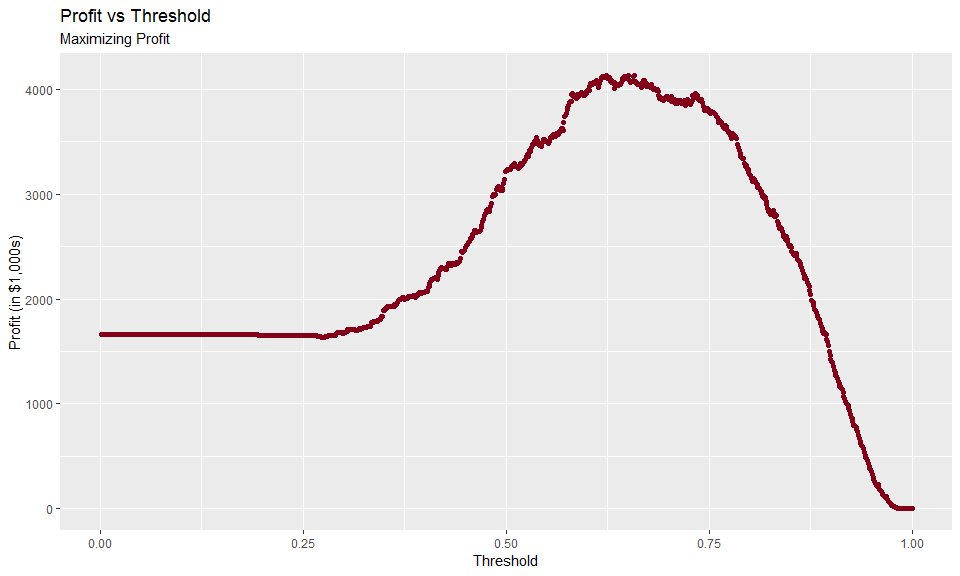 Profit vs Threshold
Maximizing Profit
Profit (in $1,000s)
4000
3000
2000
1000
0
0.00 0.25 0.50 0.75 1.00
Threshold